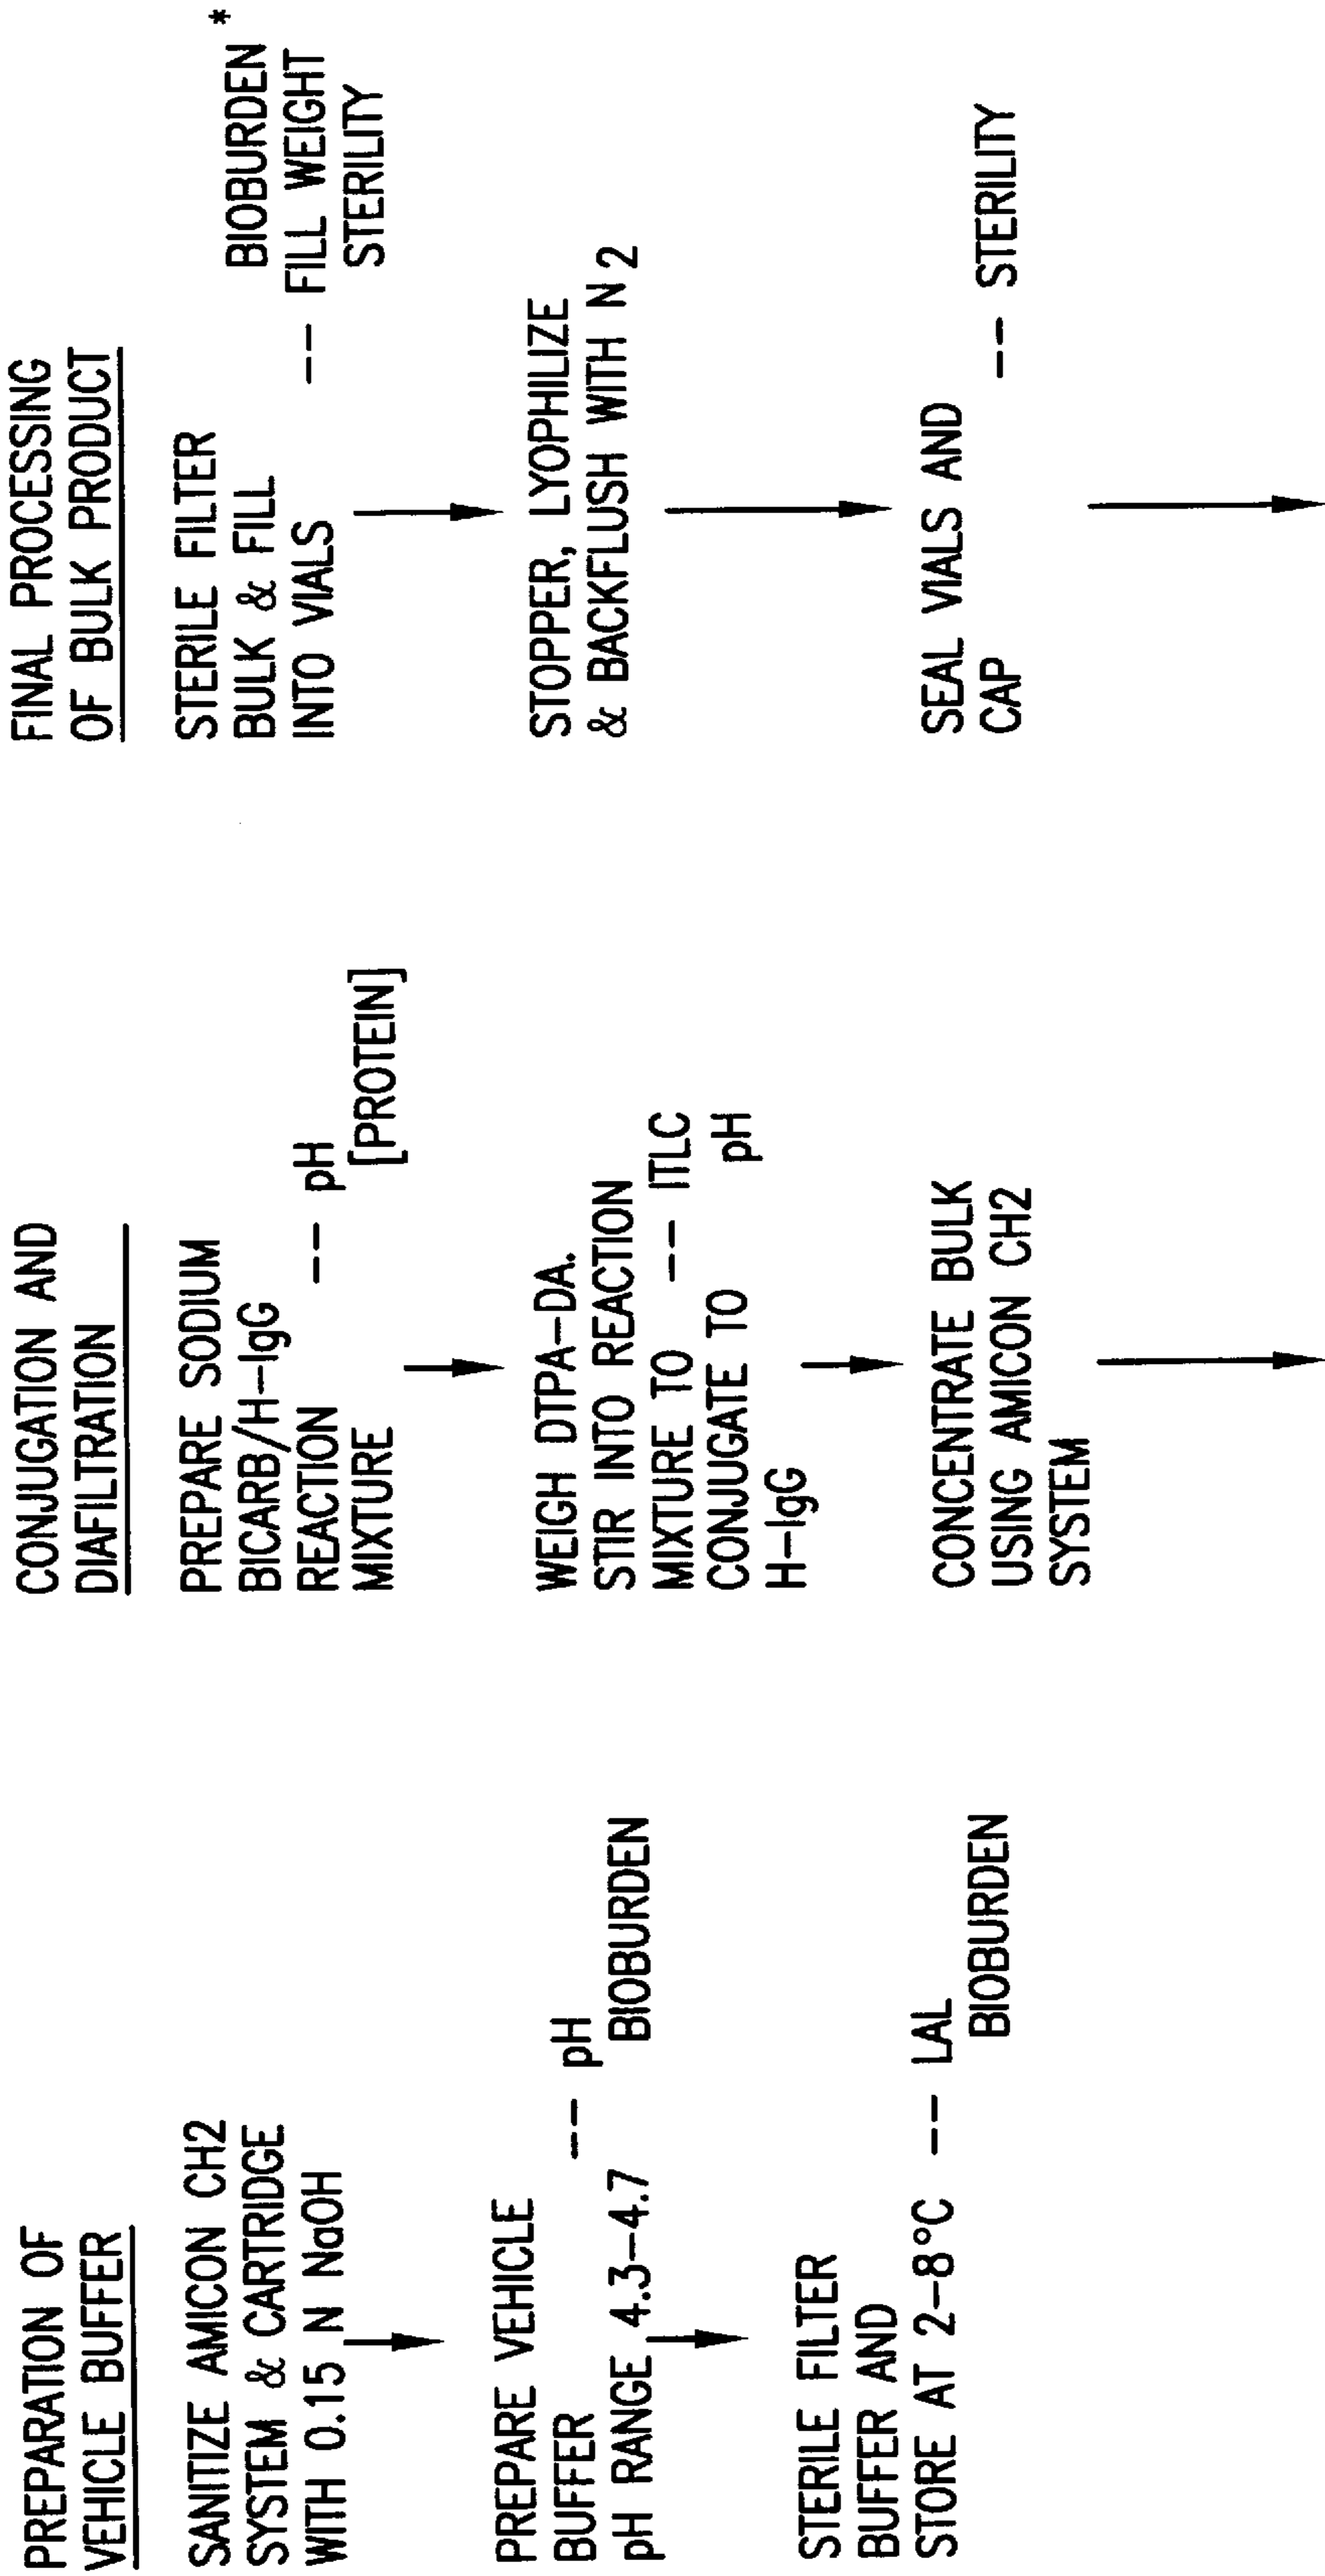 PREPARATION OF
VEHICLE BUFFER
SANITIZE AMICON CH2
SYSTEM & CARTRIDGE
WITH 0.15 N NaOH
PREPARE VEHICLE
BUFFER -- pH
pH RANGE 4.3-4.7 BIOBURDEN
STERILE FILTER
BUFFER AND
STORE AT 2-8°C -- LAL
BIOBURDEN
CONJUGATION AND
DIAFILTRATION
PREPARE SODIUM
BICARB/H-IgG
REACTION -- pH
MIXTURE [PROTEIN]
WEIGH DTPA-DA.
STIR INTO REACTION
MIXTURE TO -- ITLC
CONJUGATE TO pH
H-IgG
CONCENTRATE BULK
USING AMICON CH2
SYSTEM
FINAL PROCESSING
OF BULK PRODUCT
STERILE FILTER *
BULK & FILL BIOBURDEN
INTO VIALS -- FILL WEIGHT
STERILITY
STOPPER, LYOPHILIZE
& BACKFLUSH WITH N2
SEAL VIALS AND
CAP -- STERILITY